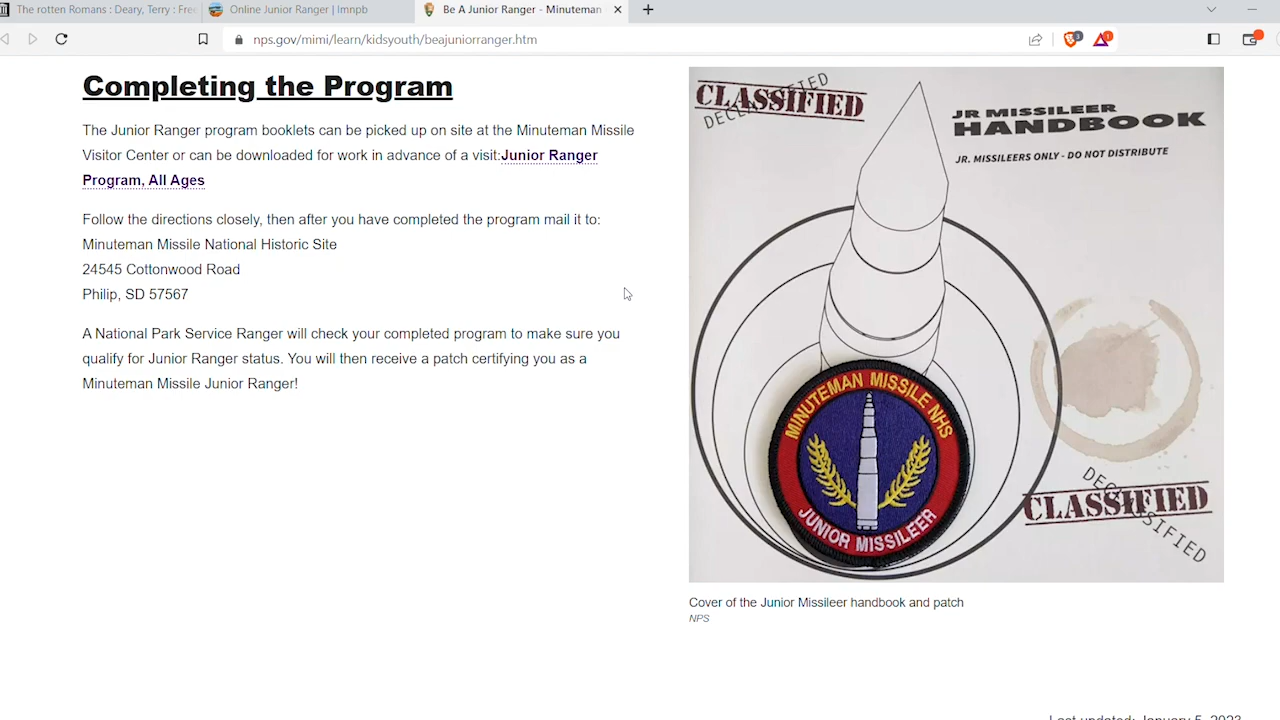 The rotten Romans : Deary, Terry : Free
Online Junior Ranger | lmnpb
Be A Junior Ranger - Minuteman
nps.gov/mimi/learn/kidsyouth/beajuniorranger.htm
3
1
Completing the Program
The Junior Ranger program booklets can be picked up on site at the Minuteman Missile
Visitor Center or can be downloaded for work in advance of a visit:Junior Ranger
Program, All Ages
Follow the directions closely, then after you have completed the program mail it to:
Minuteman Missile National Historic Site
24545 Cottonwood Road
Philip, SD 57567
A National Park Service Ranger will check your completed program to make sure you
qualify for Junior Ranger status. You will then receive a patch certifying you as a
Minuteman Missile Junior Ranger!
CLASSIFIED
DECLASSIFIED
JR MISSILEER
HANDBOOK
JR. MISSILEERS ONLY - DO NOT DISTRIBUTE
MINUTEMAN MISSILE NHS
JUNIOR MISSILEER
CLASSIFIED
DECLASSIFIED
Cover of the Junior Missileer handbook and patch
NPS
Last updated: January 5, 2023